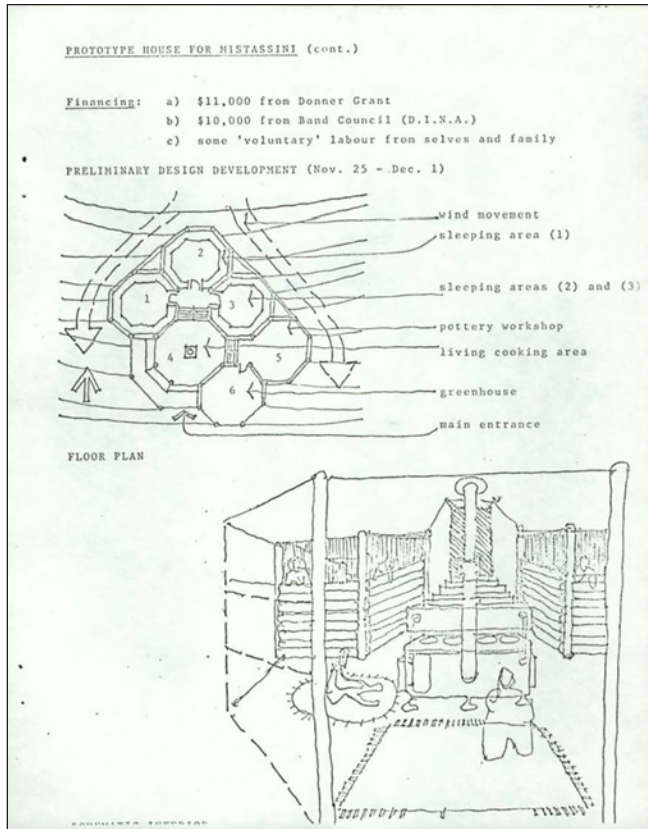 PROTOTYPE HOUSE FOR MISTASSINI (cont.)
Financing: a) $11,000 from Donner Grant
b) $10,000 from Band Council (D.I.N.A.)
c) some 'voluntary' labour from selves and family
PRELIMINARY DESIGN DEVELOPMENT (Nov. 25 - Dec. 1)
wind movement
sleeping area (1)
sleeping areas (2) and (3)
pottery workshop
living cooking area
greenhouse
main entrance
2
1
3
4
5
6
FLOOR PLAN